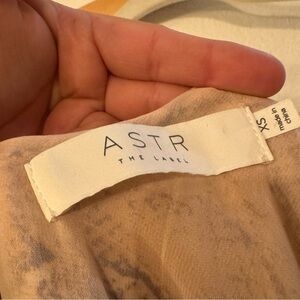 ASTR
THE LABEL
XS
made in
china